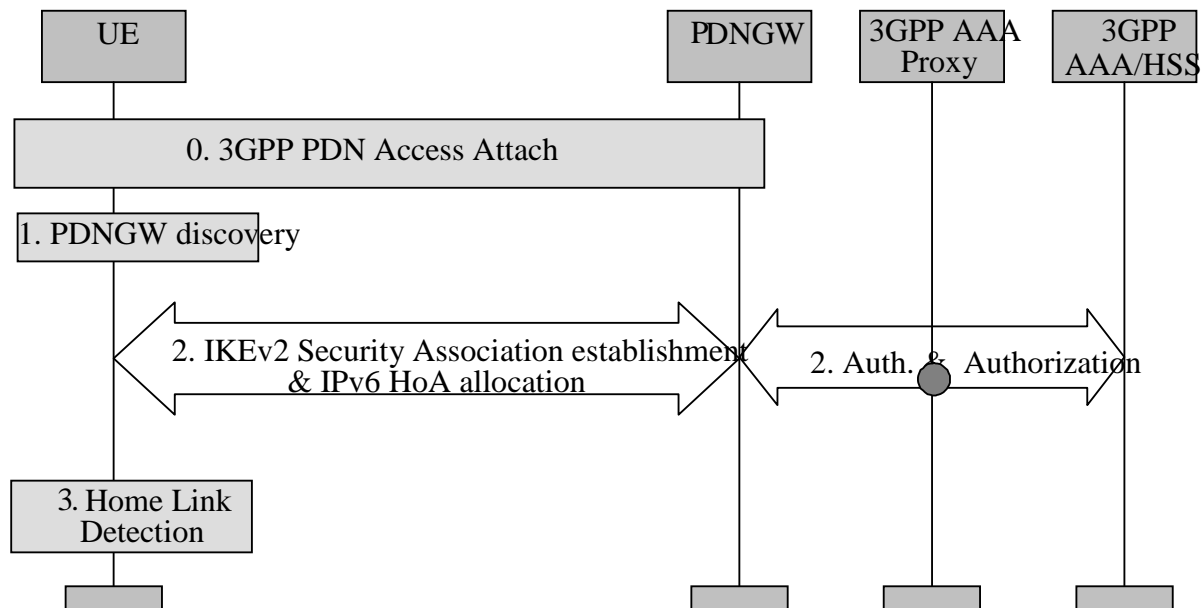 UE
PDNGW
3GPP AAA
Proxy
3GPP
AAA/HSS
0. 3GPP PDN Access Attach
1. PDNGW discovery
2. IKEv2 Security Association establishment
& IPv6 HoA allocation
2. Auth. & Authorization
3. Home Link
Detection